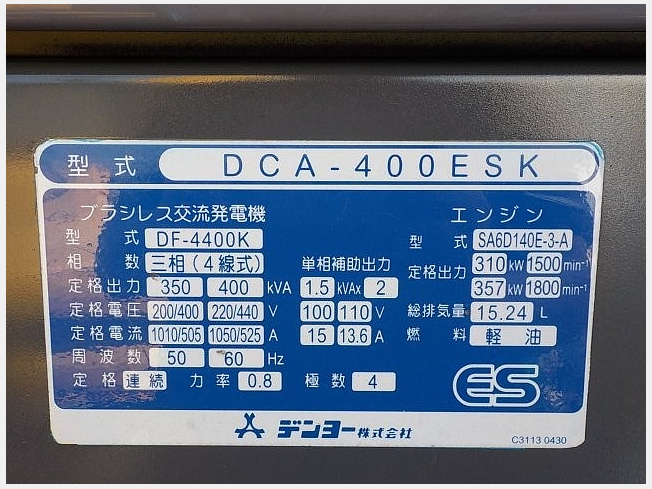 型式 DCA-400ESK
ブラシレス交流発電機
型式 DF-4400K
相数 三相(4線式)
定格出力 350 400 kVA
定格電圧 200/400 220/440 V
定格電流 1010/505 1050/525 A
周波数 50 60 Hz
定格 連続 力率 0.8 極数 4
単相補助出力
1.5 kVAx 2
100 110 V
15 13.6 A
エンジン
型式 SA6D140E-3-A
定格出力 310 kW 1500 min⁻¹
357 kW 1800 min⁻¹
総排気量 15.24 L
燃料 軽油
ES
デンヨー株式会社
C3113 0430